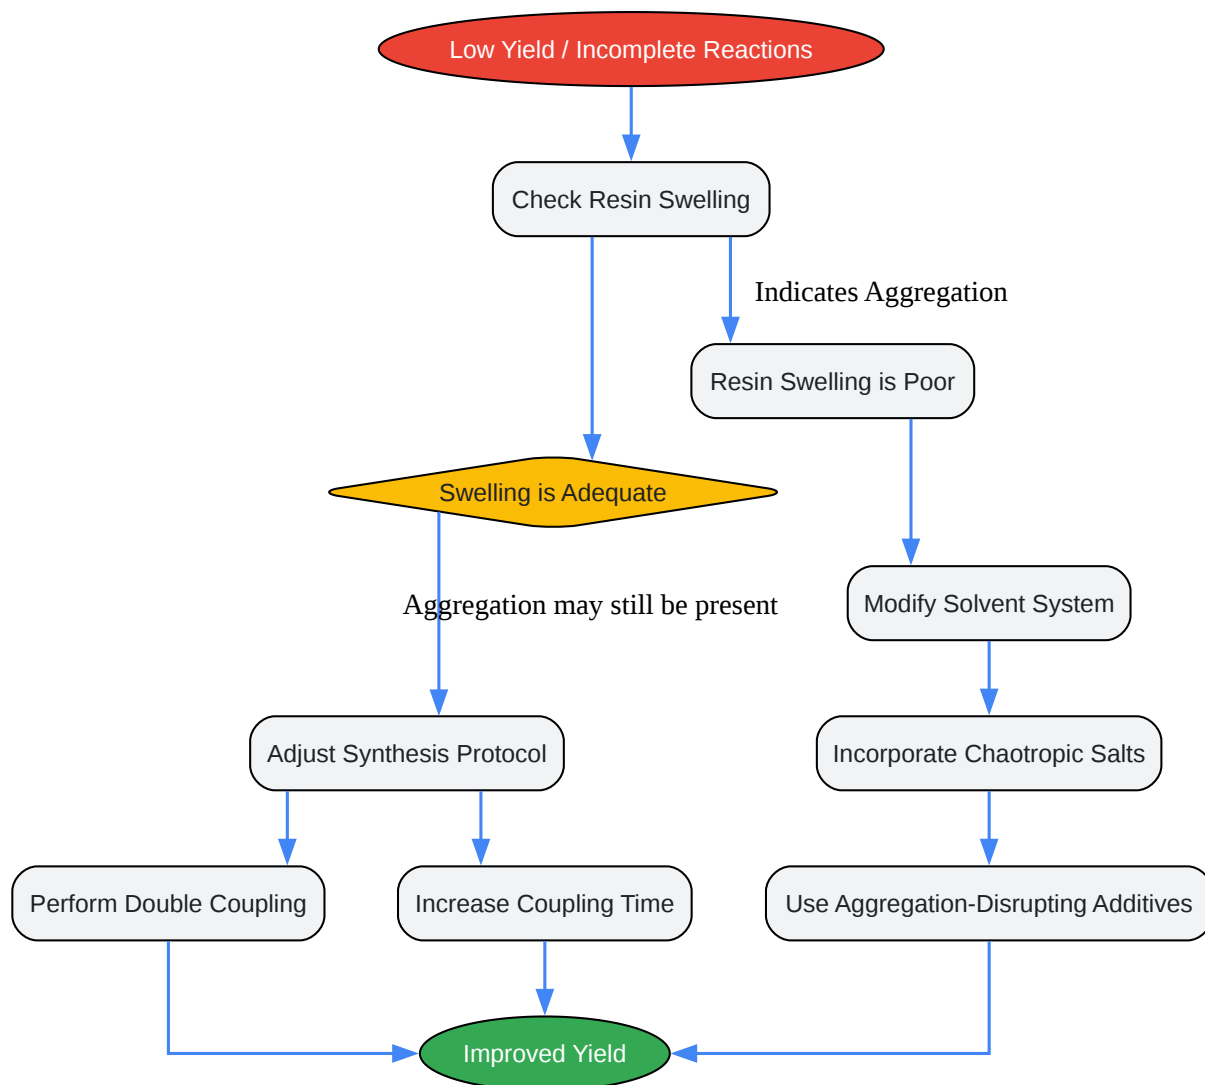 Low Yield / Incomplete Reactions
Check Resin Swelling
Indicates Aggregation
Resin Swelling is Poor
Swelling is Adequate
Aggregation may still be present
Modify Solvent System
Adjust Synthesis Protocol
Incorporate Chaotropic Salts
Perform Double Coupling
Increase Coupling Time
Use Aggregation-Disrupting Additives
Improved Yield